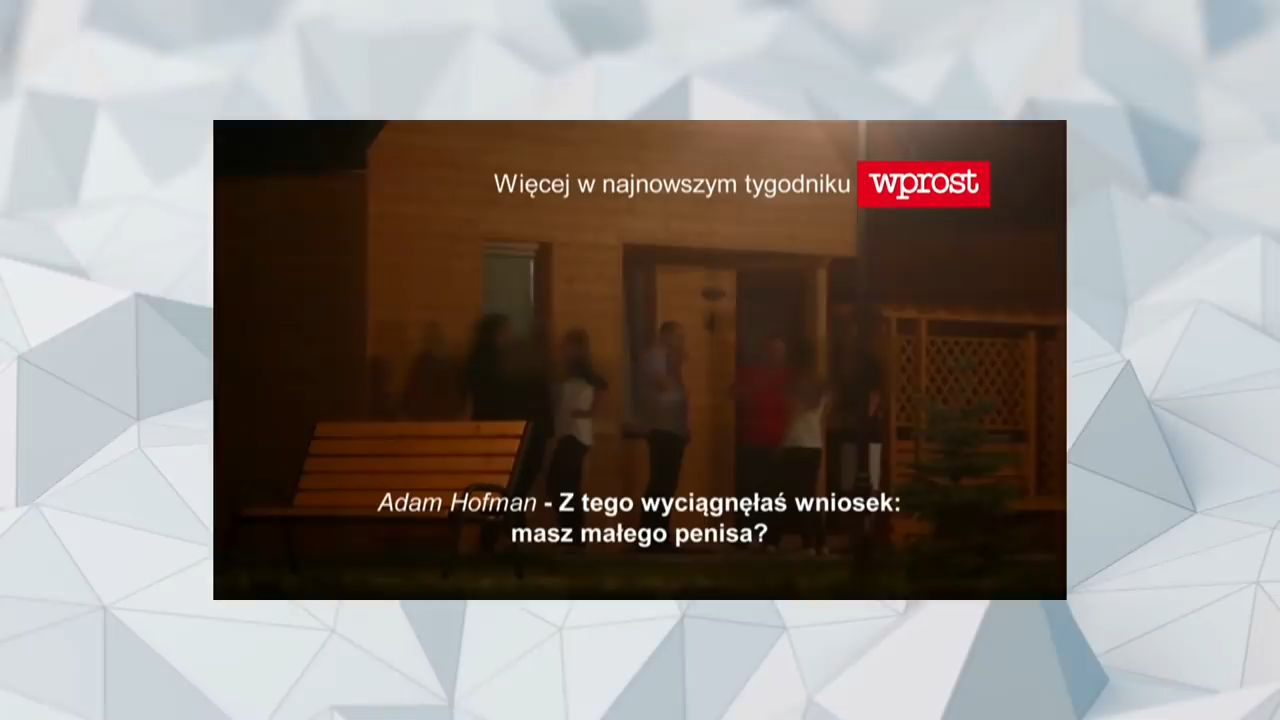 Więcej w najnowszym tygodniku wprost
Adam Hofman - Z tego wyciągnęłaś wniosek:
masz małego penisa?